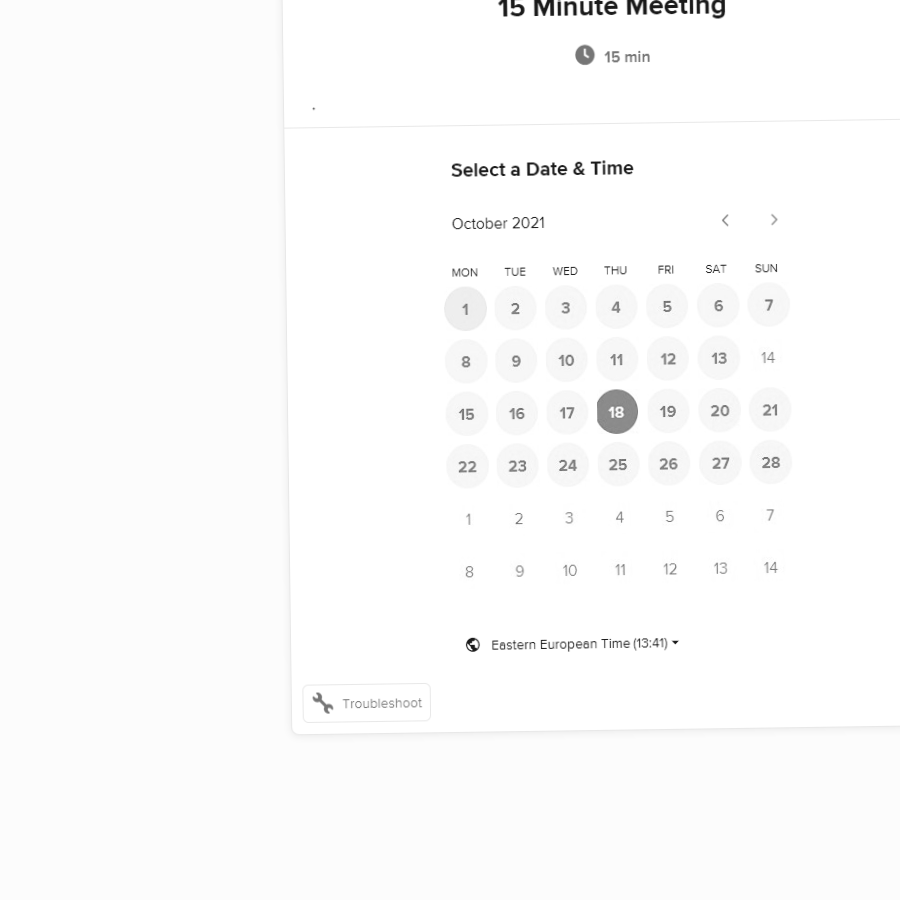 15 Minute Meeting
15 min
.
Select a Date & Time
October 2021
MON TUE WED THU FRI SAT SUN
1 2 3 4 5 6 7
8 9 10 11 12 13 14
15 16 17 18 19 20 21
22 23 24 25 26 27 28
1 2 3 4 5 6 7
8 9 10 11 12 13 14
Eastern European Time (13:41)
Troubleshoot